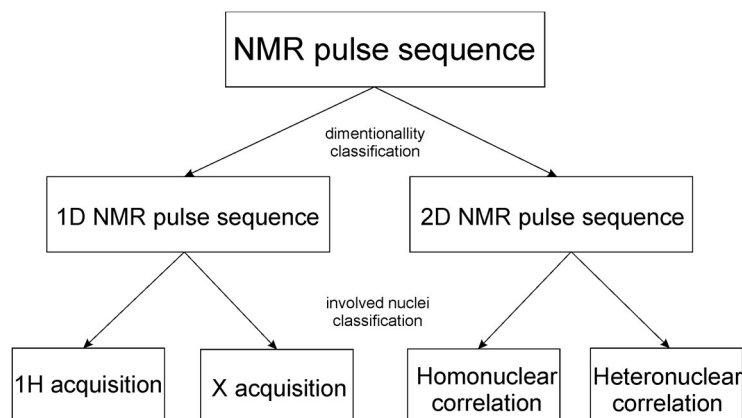 NMR pulse sequence
dimentionallity
classification
1D NMR pulse sequence
2D NMR pulse sequence
involved nuclei
classification
1H acquisition
X acquisition
Homonuclear
correlation
Heteronuclear
correlation